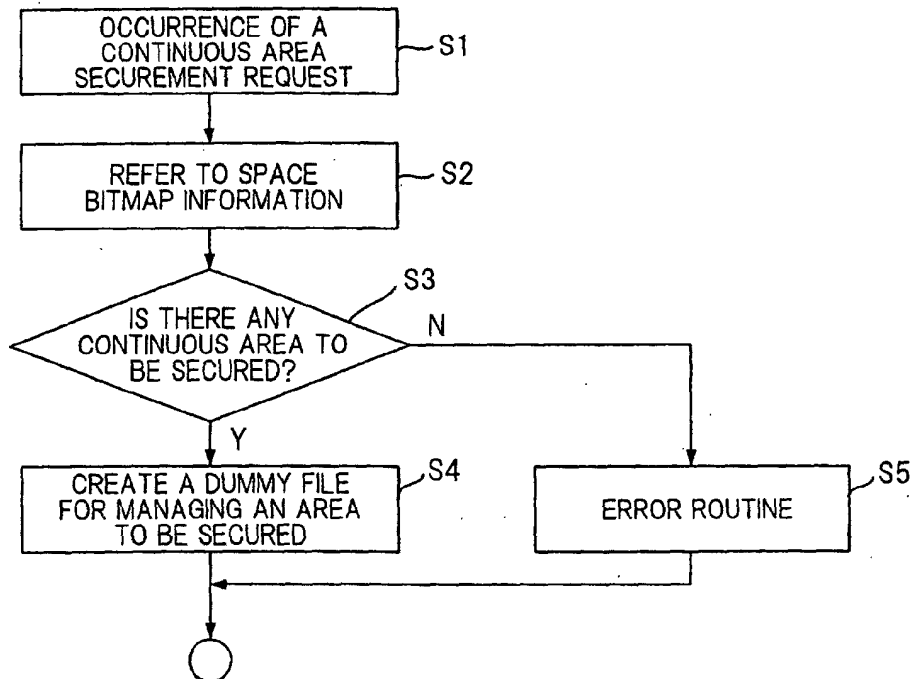 OCCURRENCE OF A
CONTINUOUS AREA
SECUREMENT REQUEST
S1
REFER TO SPACE
BITMAP INFORMATION
S2
S3
IS THERE ANY
CONTINUOUS AREA TO
BE SECURED?
N
Y
CREATE A DUMMY FILE
FOR MANAGING AN AREA
TO BE SECURED
S4
ERROR ROUTINE
S5